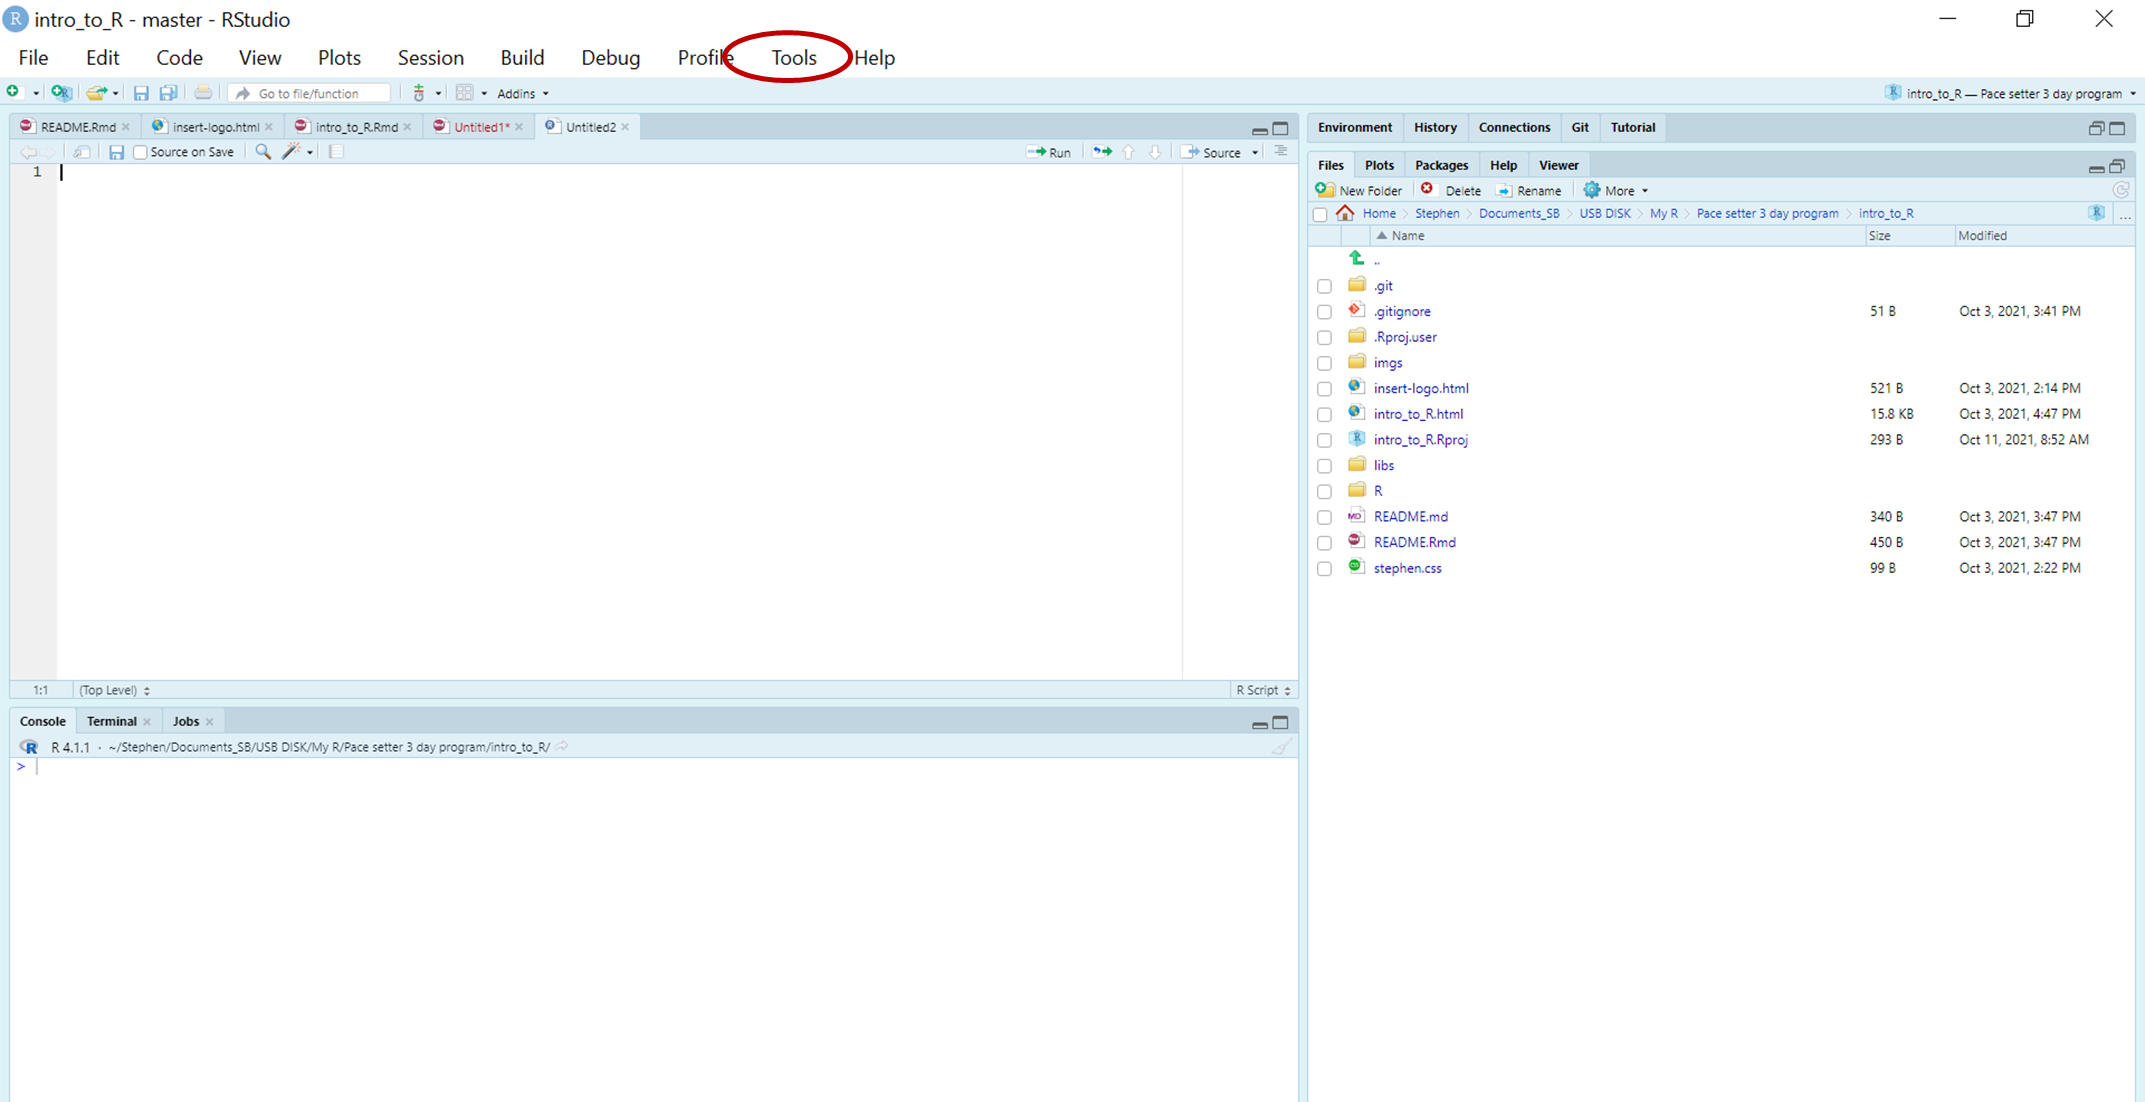 intro_to_R - master - RStudio
File Edit Code View Plots Session Build Debug Profile Tools Help
Go to file/function Addins
intro_to_R — Pace setter 3 day program
README.Rmd insert-logo.html intro_to_R.Rmd Untitled1* Untitled2
Source on Save Run Source
1
1:1 (Top Level) R Script
Console Terminal Jobs
R 4.1.1 · ~/Stephen/Documents_SB/USB DISK/My R/Pace setter 3 day program/intro_to_R/
>
Environment History Connections Git Tutorial
Files Plots Packages Help Viewer
New Folder Delete Rename More
Home Stephen Documents_SB USB DISK My R Pace setter 3 day program intro_to_R ...
Name Size Modified
..
.git
.gitignore 51 B Oct 3, 2021, 3:41 PM
.Rproj.user
imgs
insert-logo.html 521 B Oct 3, 2021, 2:14 PM
intro_to_R.html 15.8 KB Oct 3, 2021, 4:47 PM
intro_to_R.Rproj 293 B Oct 11, 2021, 8:52 AM
libs
R
README.md 340 B Oct 3, 2021, 3:47 PM
README.Rmd 450 B Oct 3, 2021, 3:47 PM
stephen.css 99 B Oct 3, 2021, 2:22 PM